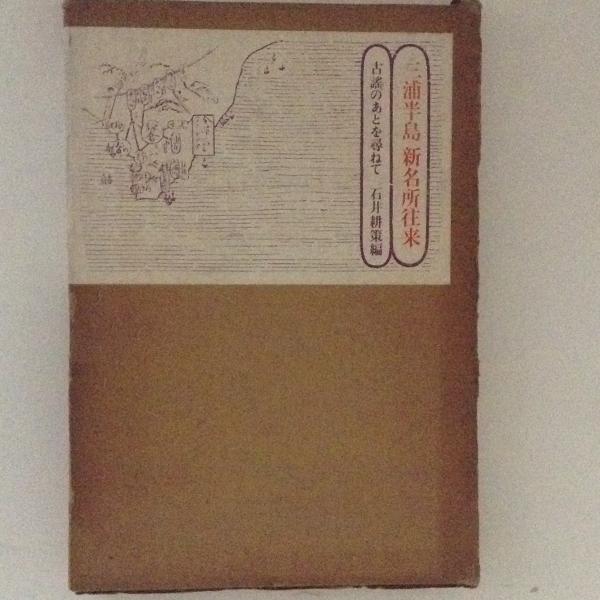 三浦半島 新名所往来
古謡のあとを尋ねて 石井耕策編